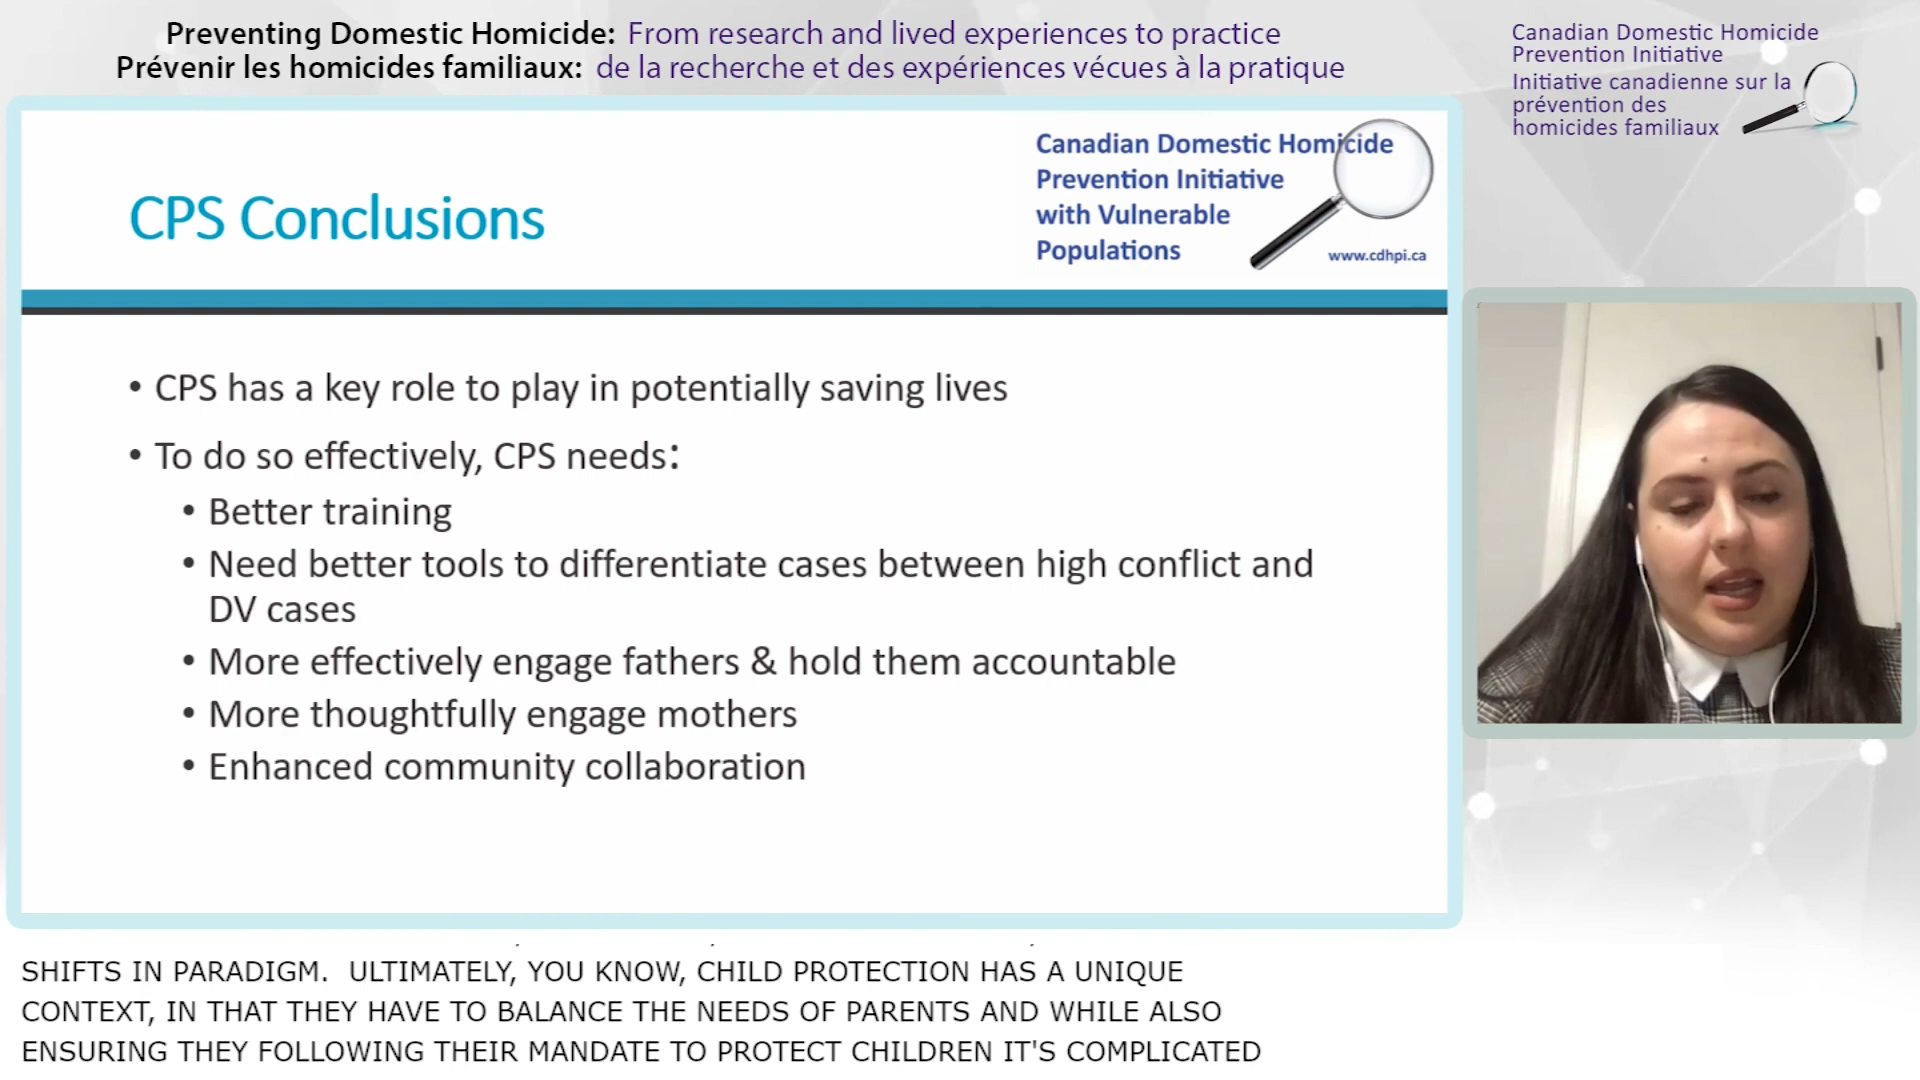 Preventing Domestic Homicide: From research and lived experiences to practice
Prévenir les homicides familiaux: de la recherche et des expériences vécues à la pratique
Canadian Domestic Homicide
Prevention Initiative
Initiative canadienne sur la
prévention des
homicides familiaux
Canadian Domestic Homicide
Prevention Initiative
with Vulnerable
Populations
www.cdhpi.ca
CPS Conclusions
• CPS has a key role to play in potentially saving lives
• To do so effectively, CPS needs:
• Better training
• Need better tools to differentiate cases between high conflict and
DV cases
• More effectively engage fathers & hold them accountable
• More thoughtfully engage mothers
• Enhanced community collaboration
SHIFTS IN PARADIGM. ULTIMATELY, YOU KNOW, CHILD PROTECTION HAS A UNIQUE
CONTEXT, IN THAT THEY HAVE TO BALANCE THE NEEDS OF PARENTS AND WHILE ALSO
ENSURING THEY FOLLOWING THEIR MANDATE TO PROTECT CHILDREN IT'S COMPLICATED